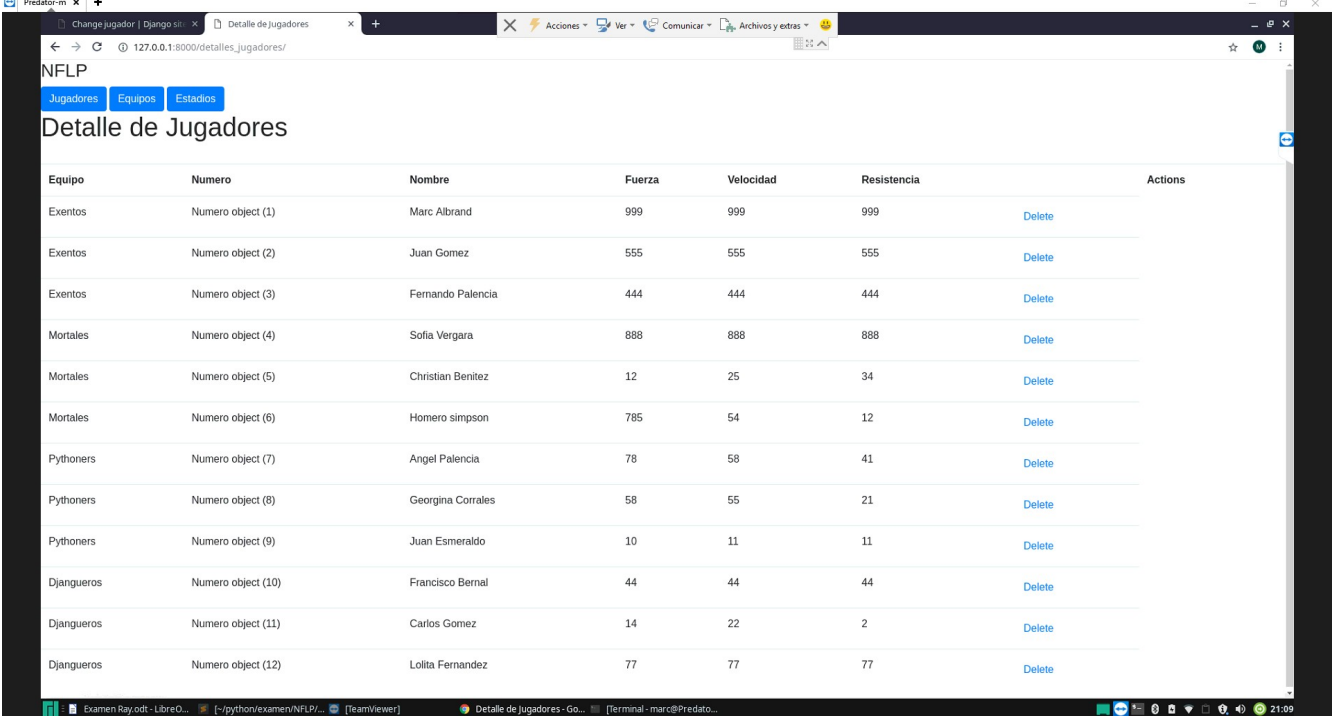 Predator-m × +
Change jugador | Django site × Detalle de Jugadores × + Acciones Ver Comunicar Archivos y extras
127.0.0.1:8000/detalles_jugadores/ M
NFLP
Jugadores Equipos Estadios
Detalle de Jugadores
Equipo Numero Nombre Fuerza Velocidad Resistencia Actions
Exentos Numero object (1) Marc Albrand 999 999 999 Delete
Exentos Numero object (2) Juan Gomez 555 555 555 Delete
Exentos Numero object (3) Fernando Palencia 444 444 444 Delete
Mortales Numero object (4) Sofia Vergara 888 888 888 Delete
Mortales Numero object (5) Christian Benitez 12 25 34 Delete
Mortales Numero object (6) Homero simpson 785 54 12 Delete
Pythoners Numero object (7) Angel Palencia 78 58 41 Delete
Pythoners Numero object (8) Georgina Corrales 58 55 21 Delete
Pythoners Numero object (9) Juan Esmeraldo 10 11 11 Delete
Djangueros Numero object (10) Francisco Bernal 44 44 44 Delete
Djangueros Numero object (11) Carlos Gomez 14 22 2 Delete
Djangueros Numero object (12) Lolita Fernandez 77 77 77 Delete
Examen Ray.odt - LibreO... [~/python/examen/NFLP/... [TeamViewer] Detalle de Jugadores - Go... [Terminal - marc@Predato... 21:09